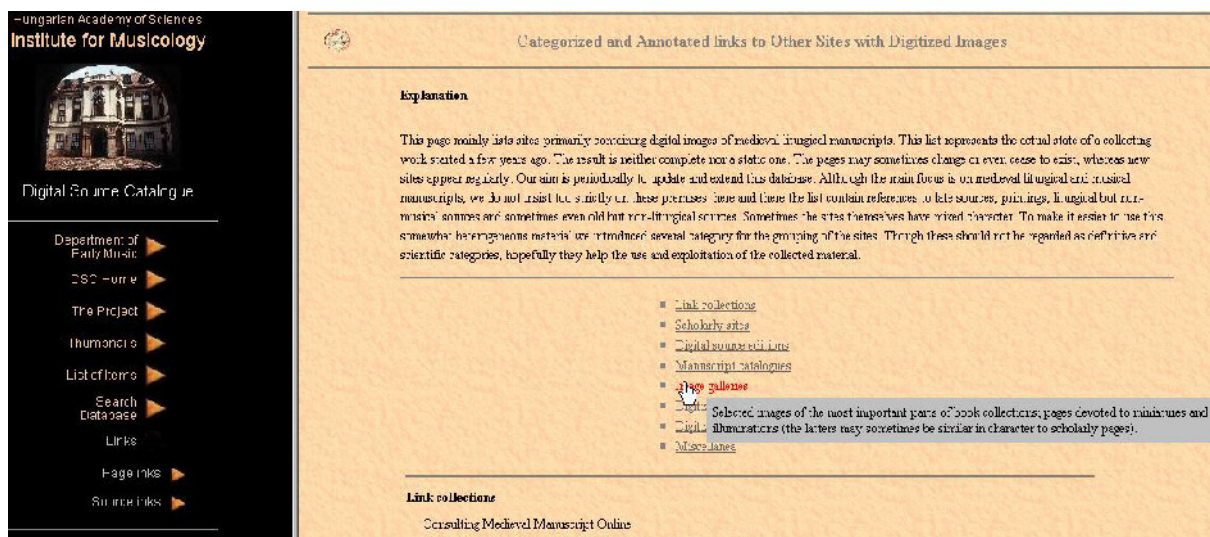 Hungarian Academy of Sciences
Institute for Musicology
Digital Source Catalogue
Department of
Early Music
DSC Home
The Project
Thumbnails
List of Items
Search
Database
Links
Page links
Source links
Categorized and Annotated links to Other Sites with Digitized Images
Explanation
This page mainly lists sites primarily containing digital images of medieval liturgical manuscripts. This list represents the actual state of a collecting
work started a few years ago. The result is neither complete nor a static one. The pages may sometimes change or even cease to exist, whereas new
sites appear regularly. Our aim is periodically to update and extend this database. Although the main focus is on medieval liturgical and musical
manuscripts, we do not insist too strictly on these premises: here and there the list contain references to late sources, printings, liturgical but non-
musical sources and sometimes even old but non-liturgical sources. Sometimes the sites themselves have mixed character. To make it easier to use this
somewhat heterogeneous material we introduced several category for the grouping of the sites. Though these should not be regarded as definitive and
scientific categories, hopefully they help the use and exploitation of the collected material.
Link collections
Scholarly sites
Digital source editions
Manuscript catalogues
Image galleries
Selected images of the most important parts of book collections; pages devoted to miniatures and
illuminations (the latters may sometimes be similar in character to scholarly pages).
Miscellanea
Link collections
Consulting Medieval Manuscript Online